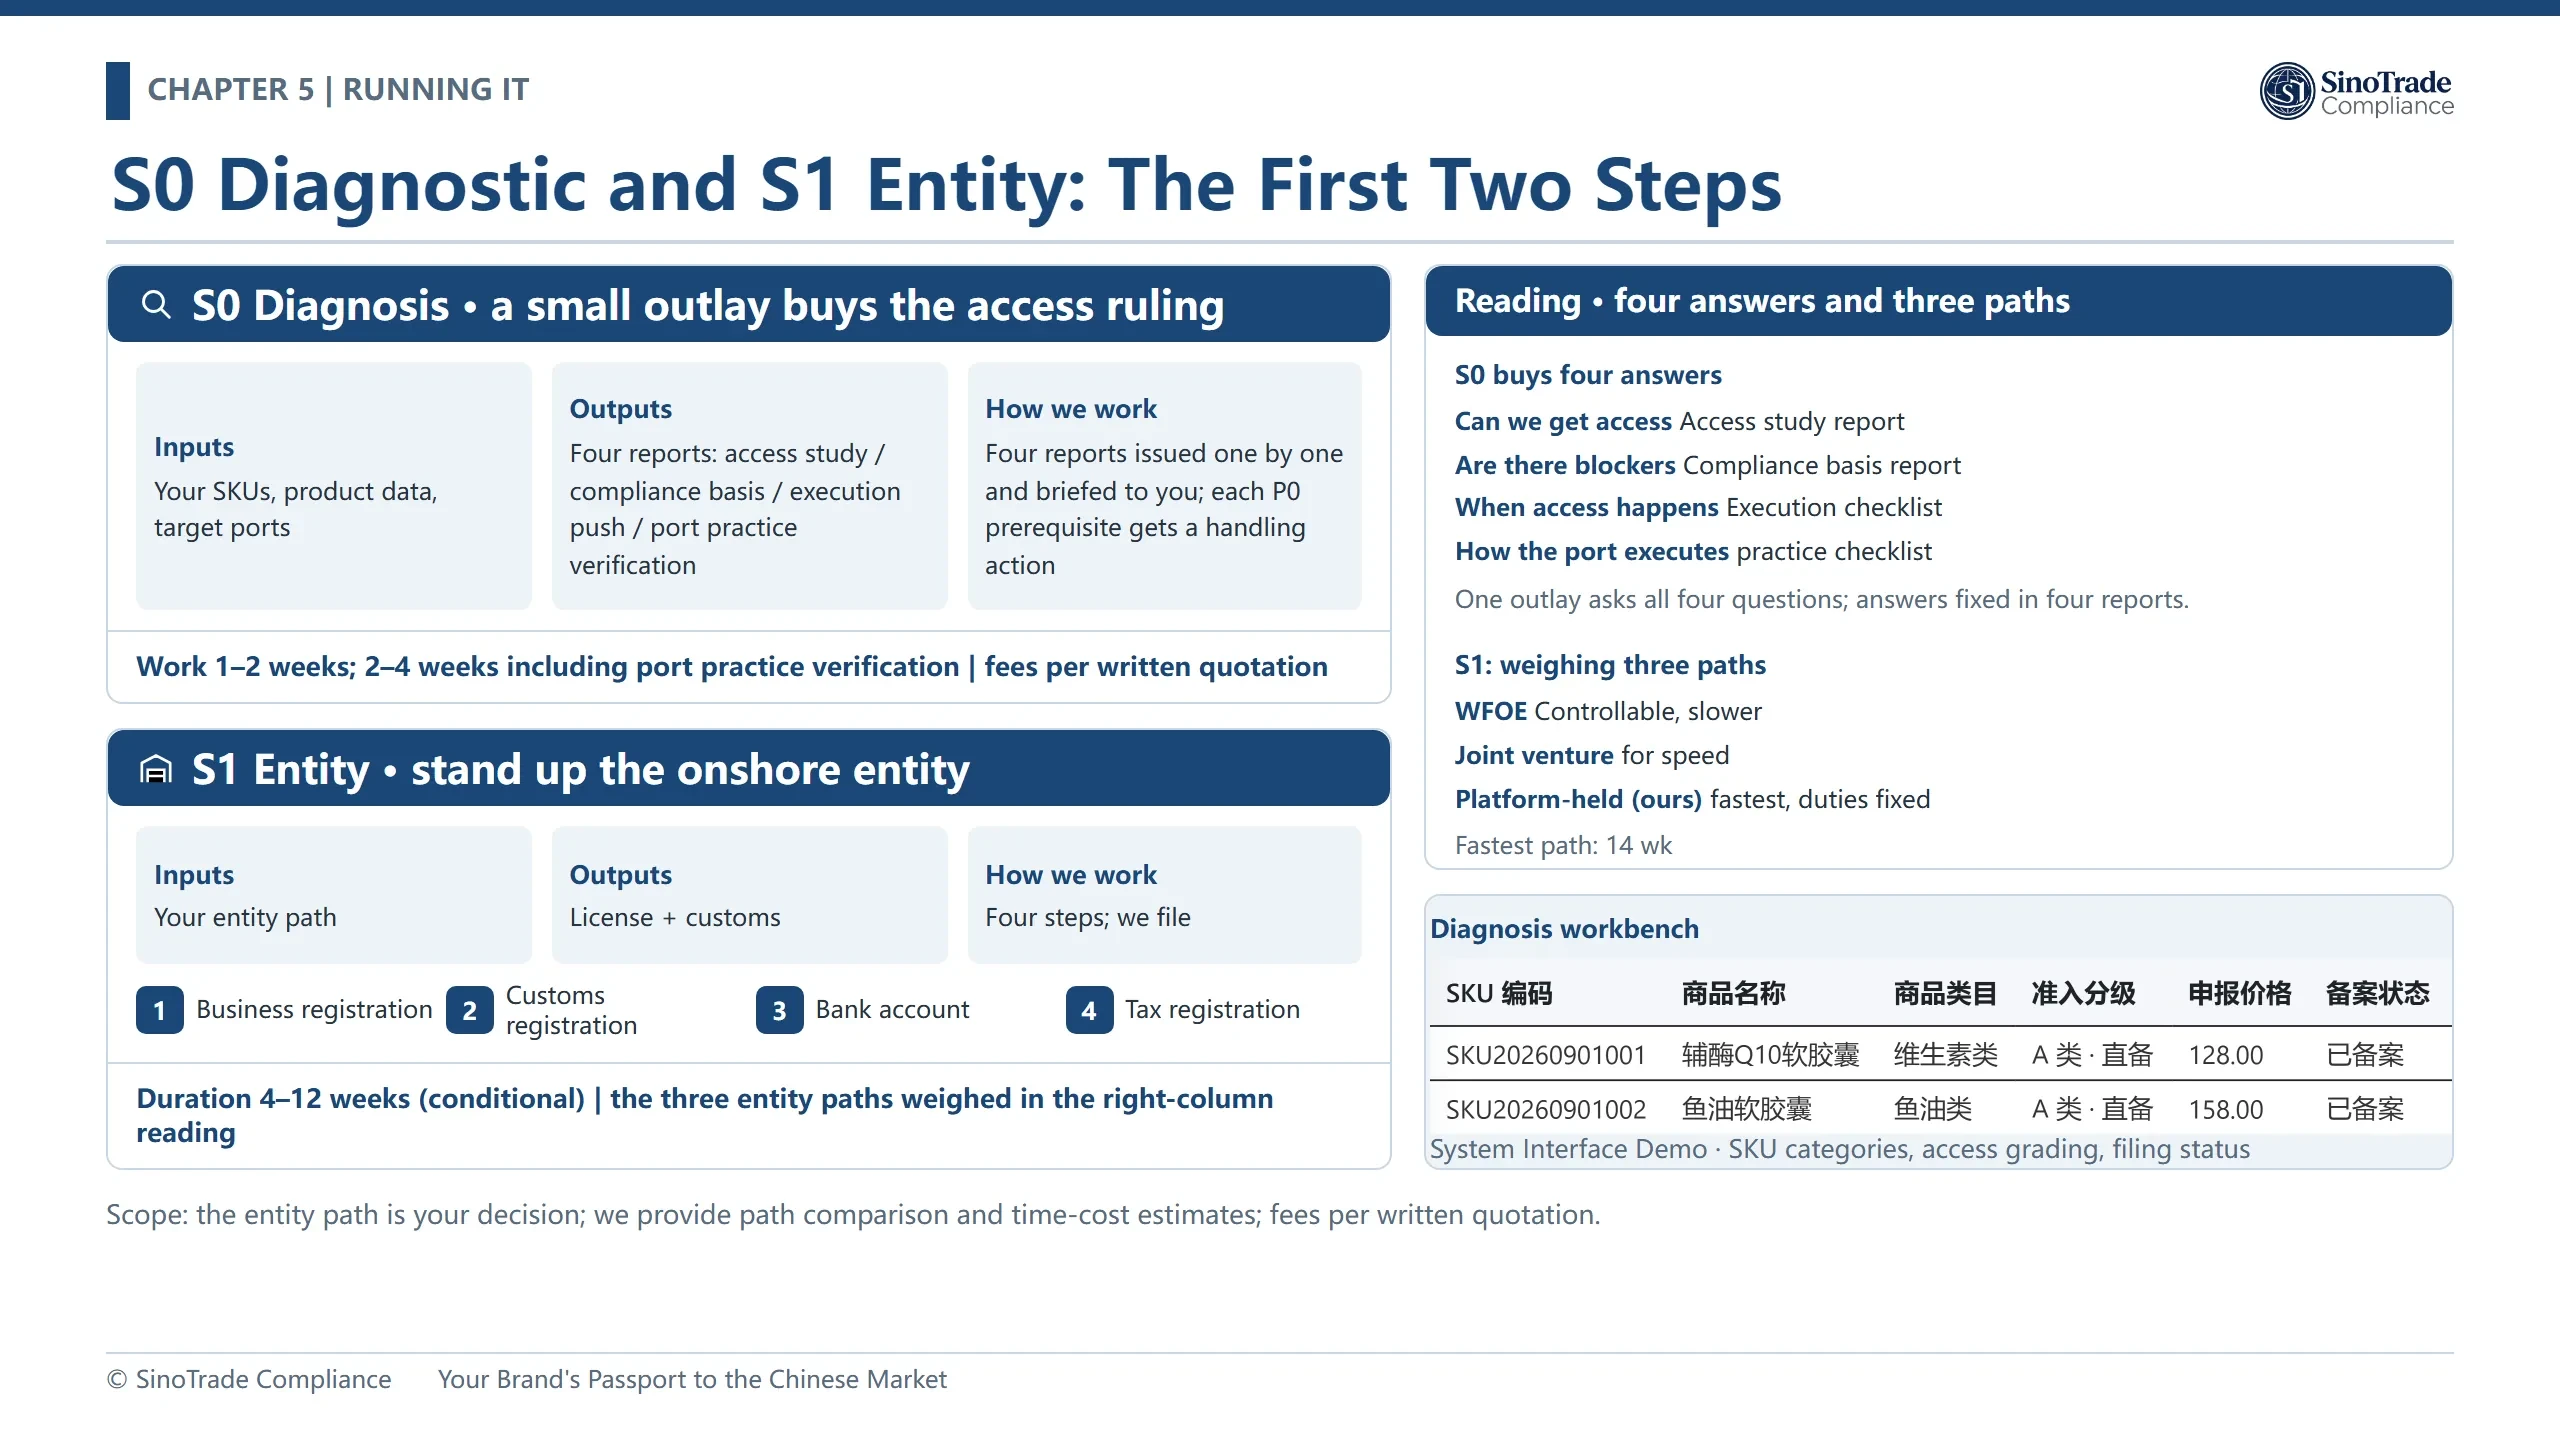 CHAPTER 5 | RUNNING IT
SinoTrade
Compliance
S0 Diagnostic and S1 Entity: The First Two Steps
S0 Diagnosis • a small outlay buys the access ruling
Inputs
Your SKUs, product data,
target ports
Outputs
Four reports: access study /
compliance basis / execution
push / port practice
verification
How we work
Four reports issued one by one
and briefed to you; each P0
prerequisite gets a handling
action
Work 1–2 weeks; 2–4 weeks including port practice verification | fees per written quotation
S1 Entity • stand up the onshore entity
Inputs
Your entity path
Outputs
License + customs
How we work
Four steps; we file
1 Business registration
2 Customs
registration
3 Bank account
4 Tax registration
Duration 4–12 weeks (conditional) | the three entity paths weighed in the right-column
reading
Reading • four answers and three paths
S0 buys four answers
Can we get access Access study report
Are there blockers Compliance basis report
When access happens Execution checklist
How the port executes practice checklist
One outlay asks all four questions; answers fixed in four reports.
S1: weighing three paths
WFOE Controllable, slower
Joint venture for speed
Platform-held (ours) fastest, duties fixed
Fastest path: 14 wk
Diagnosis workbench
SKU 编码 商品名称 商品类目 准入分级 申报价格 备案状态
SKU20260901001 辅酶Q10软胶囊 维生素类 A 类 · 直备 128.00 已备案
SKU20260901002 鱼油软胶囊 鱼油类 A 类 · 直备 158.00 已备案
System Interface Demo · SKU categories, access grading, filing status
Scope: the entity path is your decision; we provide path comparison and time-cost estimates; fees per written quotation.
© SinoTrade Compliance Your Brand's Passport to the Chinese Market